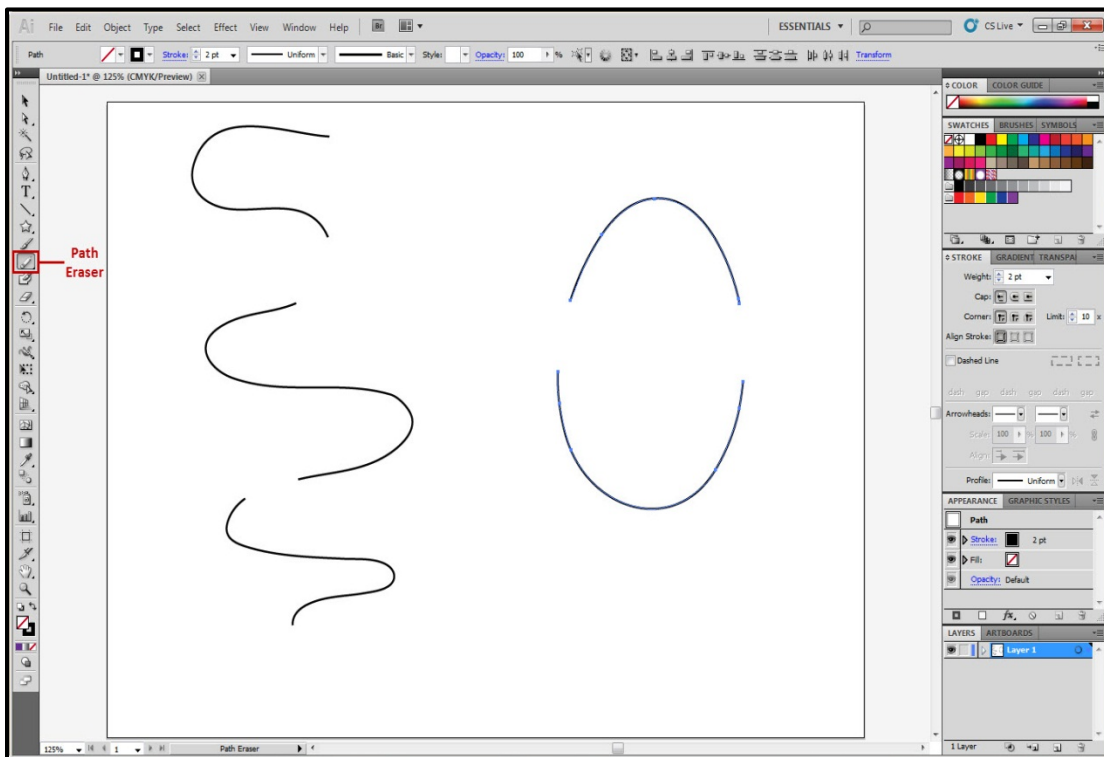 Ai File Edit Object Type Select Effect View Window Help Br ESSENTIALS CS Live
Path Stroke: 2 pt Uniform Basic Style: Opacity: 100 % Transform
Untitled-1* @ 125% (CMYK/Preview)
Path
Eraser
COLOR COLOR GUIDE
SWATCHES BRUSHES SYMBOLS
STROKE GRADIENT TRANSPA
Weight: 2 pt
Cap:
Corner: Limit: 10 x
Align Stroke:
Dashed Line
dash gap dash gap dash gap
Arrowheads:
Scale: 100 % 100 %
Align:
Profile: Uniform
APPEARANCE GRAPHIC STYLES
Path
Stroke: 2 pt
Fill:
Opacity: Default
fx
LAYERS ARTBOARDS
Layer 1
125% 1 Path Eraser
1 Layer